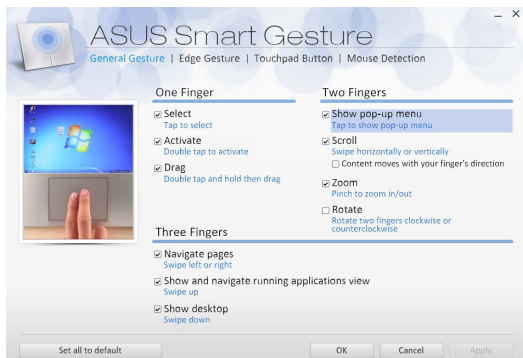 ASUS Smart Gesture
General Gesture | Edge Gesture | Touchpad Button | Mouse Detection
One Finger
Select
Tap to select
Activate
Double tap to activate
Drag
Double tap and hold then drag
Two Fingers
Show pop-up menu
Tap to show pop-up menu
Scroll
Swipe horizontally or vertically
Content moves with your finger's direction
Zoom
Pinch to zoom in/out
Rotate
Rotate two fingers clockwise or
counterclockwise
Three Fingers
Navigate pages
Swipe left or right
Show and navigate running applications view
Swipe up
Show desktop
Swipe down
Set all to default
OK
Cancel
Apply